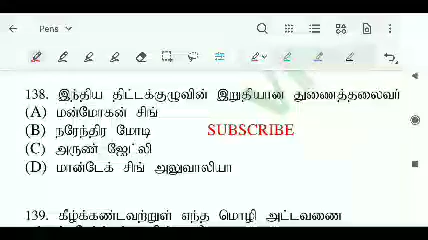 Pens
138. இந்திய திட்டக்குழுவின் இறுதியான துணைத்தலைவர்
(A) மன்மோகன் சிங்
(B) நரேந்திர மோடி
SUBSCRIBE
(C) அருண் ஜேட்லி
(D) மான்டேக் சிங் அலுவாலியா
139. கீழ்க்கண்டவற்றுள் எந்த மொழி அட்டவணை